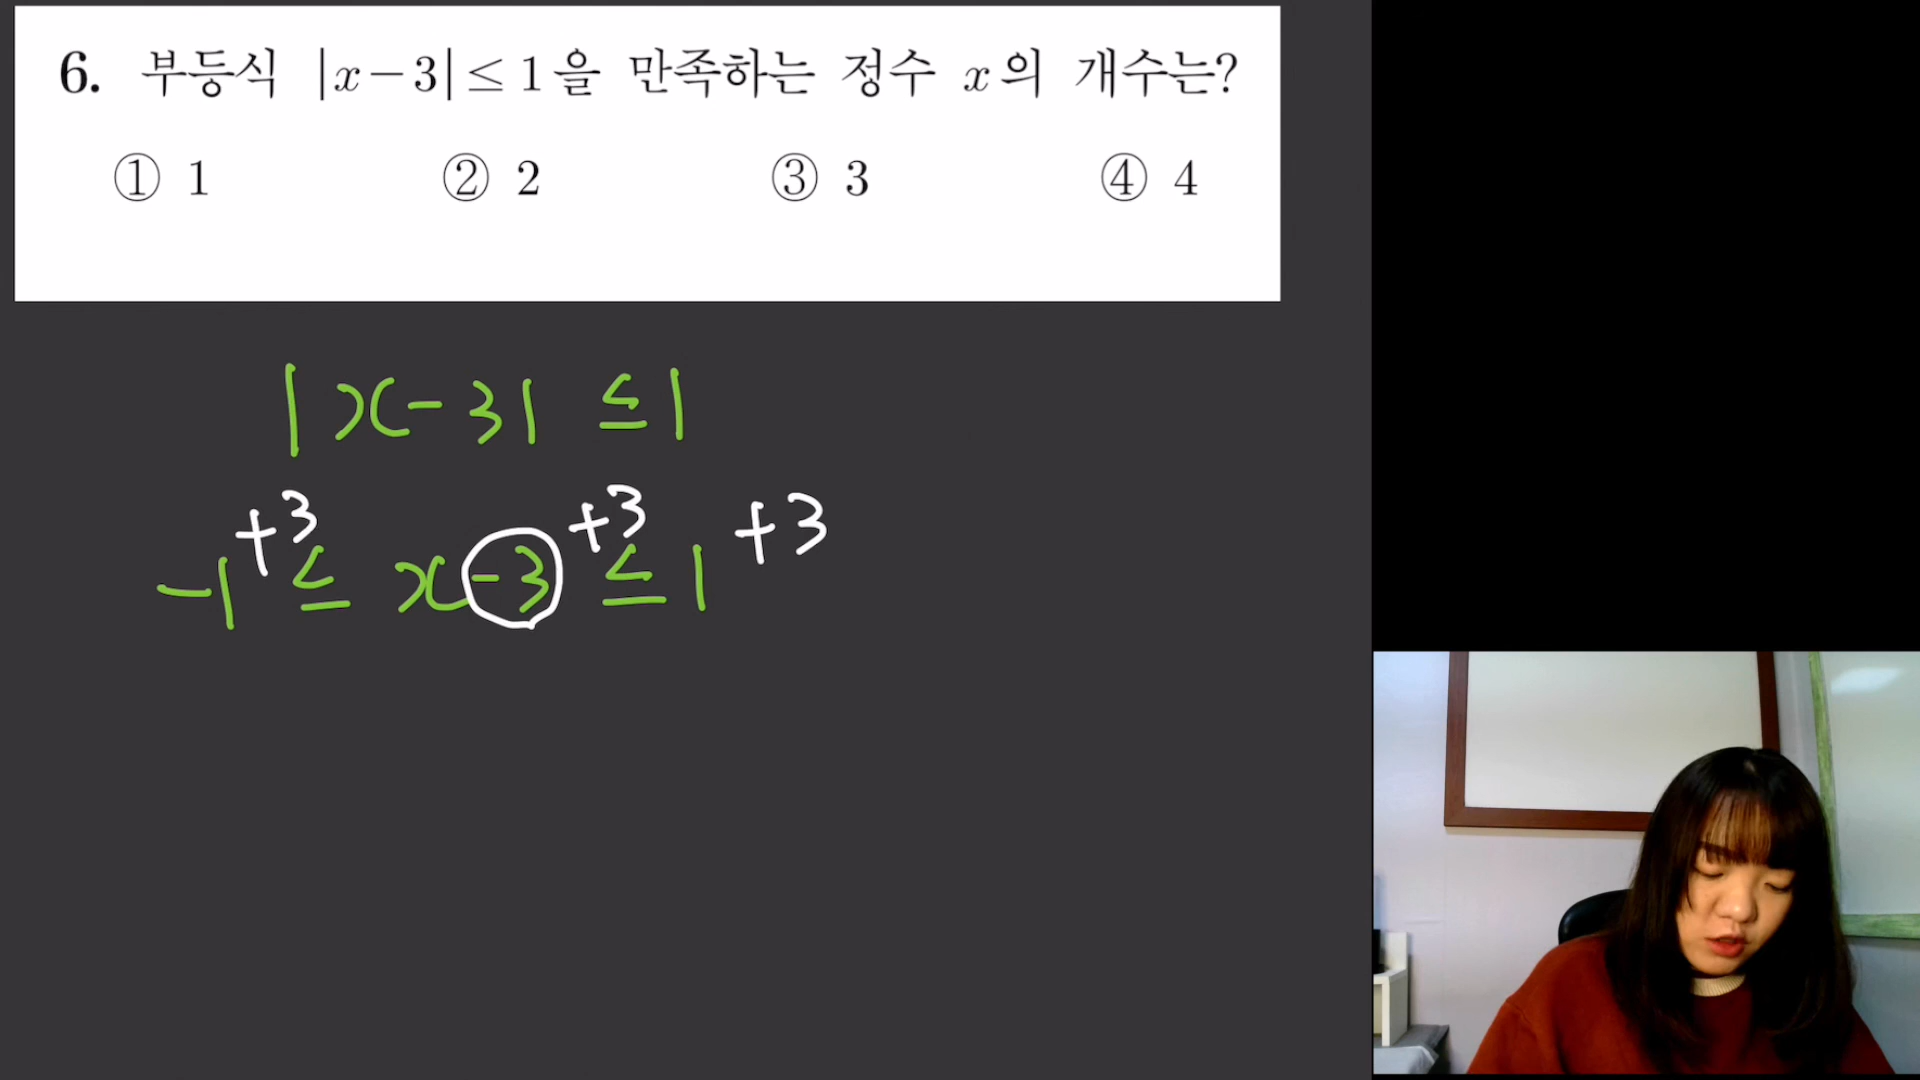 6. 부등식 |x−3|≤1을 만족하는 정수 x의 개수는?
① 1 ② 2 ③ 3 ④ 4
|x-3| ≤1
+3 +3 +3
-1 ≤ x-3 ≤ 1